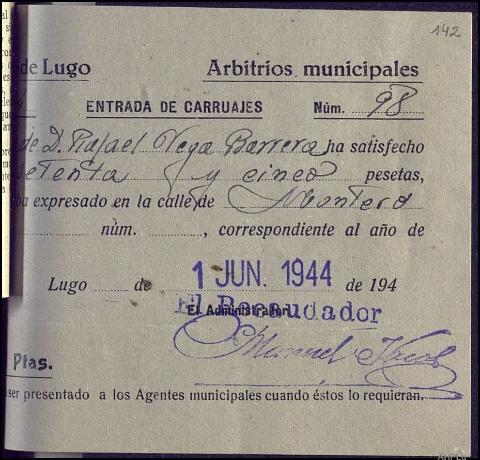 142
de Lugo Arbitrios municipales
ENTRADA DE CARRUAJES Núm. 98
de D. Rafael Vega Barrera ha satisfecho
etenta y cinco pesetas,
ba expresado en la calle de Montero
núm. , correspondiente al año de
Lugo de 1 JUN. 1944 de 194
El Recaudador
El Administrador
Manuel
Ptas.
ser presentado a los Agentes municipales cuando éstos lo requieran.